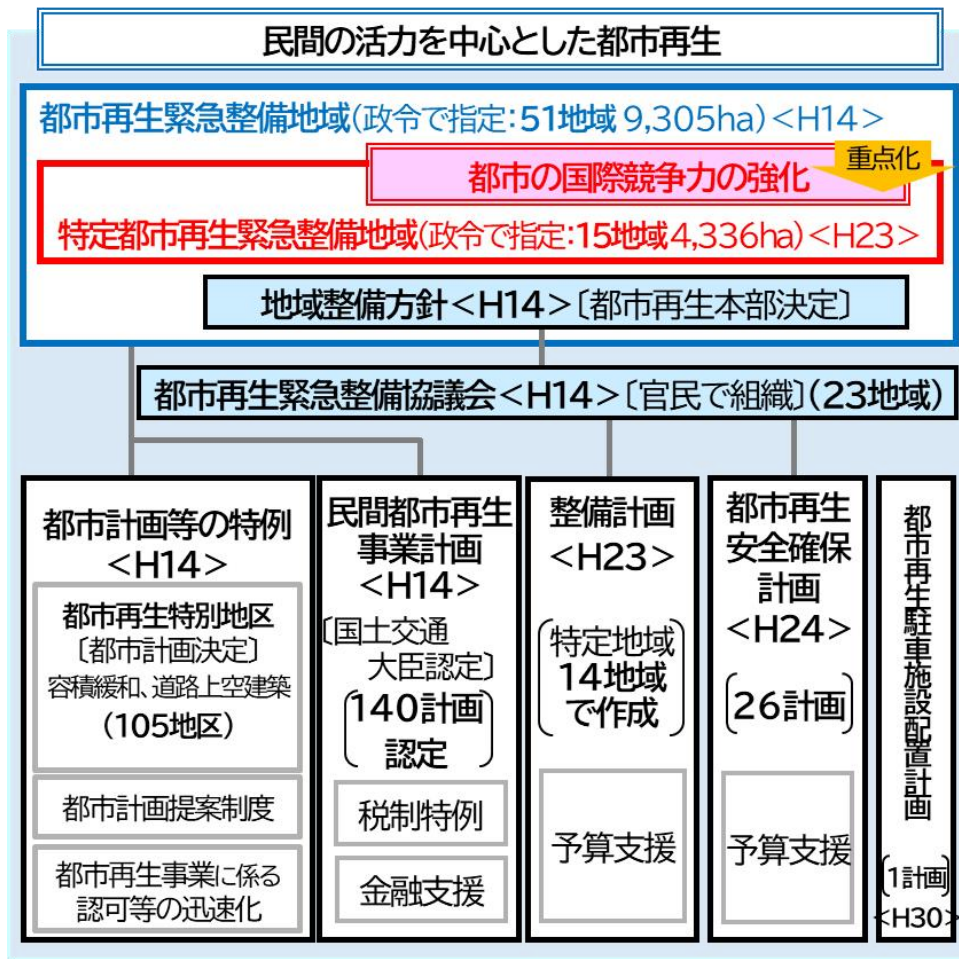 民間の活力を中心とした都市再生
都市再生緊急整備地域(政令で指定：51地域 9,305ha)<H14>
都市の国際競争力の強化
重点化
特定都市再生緊急整備地域(政令で指定：15地域4,336ha)<H23>
地域整備方針<H14>〔都市再生本部決定〕
都市再生緊急整備協議会<H14>〔官民で組織〕(23地域)
都市計画等の特例
<H14>
都市再生特別地区
〔都市計画決定〕
容積緩和、道路上空建築
(105地区)
都市計画提案制度
都市再生事業に係る
認可等の迅速化
民間都市再生
事業計画
<H14>
〔国土交通
大臣認定〕
140計画
認定
税制特例
金融支援
整備計画
<H23>
特定地域
14地域
で作成
予算支援
都市再生
安全確保
計画
<H24>
26計画
予算支援
都市再生駐車施設配置計画
1計画
<H30>